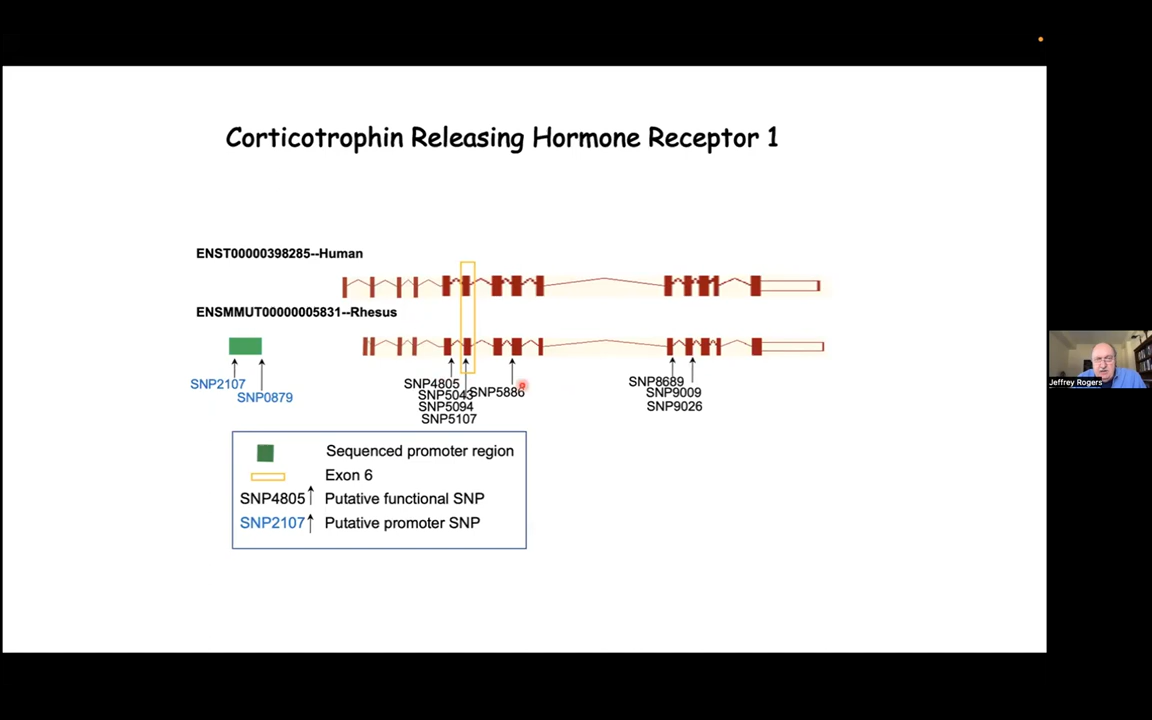 Corticotrophin Releasing Hormone Receptor 1
ENST00000398285--Human
ENSMMUT00000005831--Rhesus
SNP2107
SNP0879
SNP4805
SNP5043
SNP5094
SNP5107
SNP5886
SNP8689
SNP9009
SNP9026
Sequenced promoter region
Exon 6
SNP4805 Putative functional SNP
SNP2107 Putative promoter SNP
Jeffrey Rogers